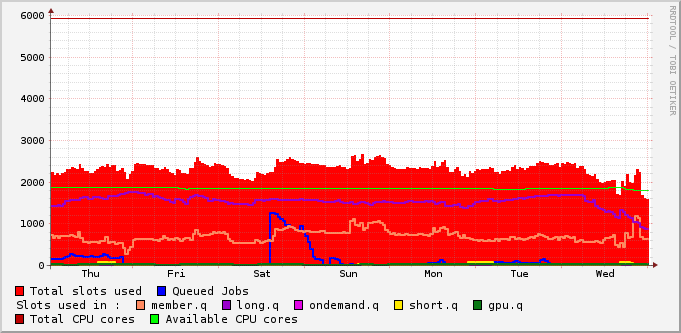 RRDTOOL / TOBI OETIKER
6000
5000
4000
3000
2000
1000
0
Thu Fri Sat Sun Mon Tue Wed
Total slots used Queued Jobs
Slots used in : member.q long.q ondemand.q short.q gpu.q
Total CPU cores Available CPU cores